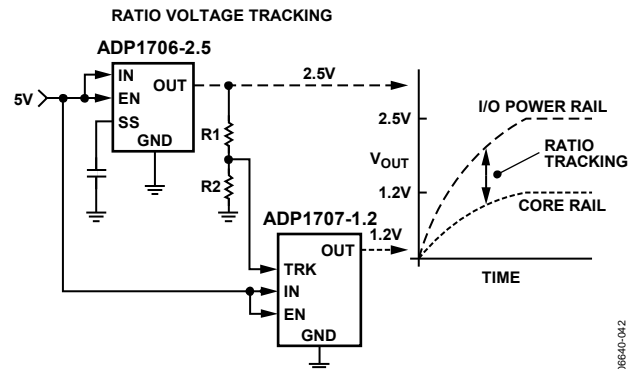 RATIO VOLTAGE TRACKING
ADP1706-2.5
5V
IN
EN
SS
OUT
GND
2.5V
R1
R2
ADP1707-1.2
OUT
1.2V
TRK
IN
EN
GND
2.5V
VOUT
1.2V
I/O POWER RAIL
RATIO
TRACKING
CORE RAIL
TIME
06640-042